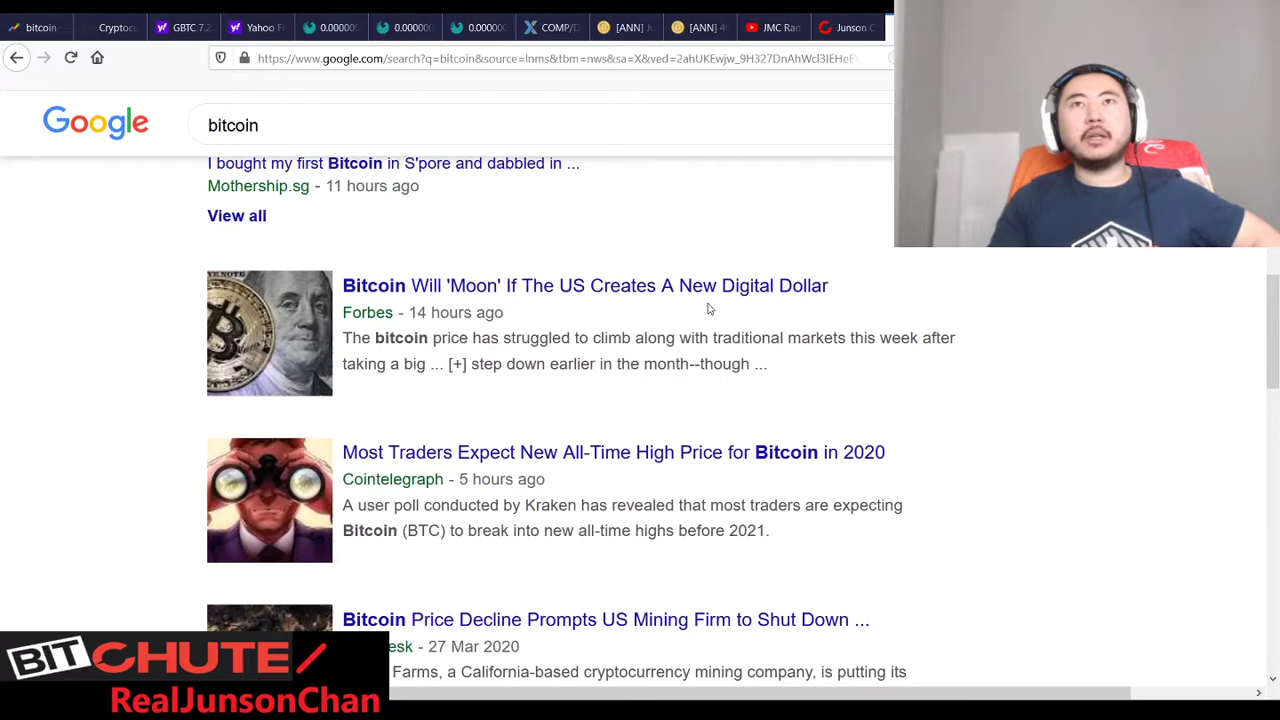 bitcoin
Cryptoc
GBTC 7.2
Yahoo Fi
0.00000
0.00000
0.00000
COMP/D
[ANN] J
[ANN] 4
JMC Rad
Junson C
https://www.google.com/search?q=bitcoin&source=lnms&tbm=nws&sa=X&ved=2ahUKEwjw_9H327DnAhWcl3IEHeE
Google
bitcoin
I bought my first Bitcoin in S'pore and dabbled in ...
Mothership.sg - 11 hours ago
View all
Bitcoin Will 'Moon' If The US Creates A New Digital Dollar
Forbes - 14 hours ago
The bitcoin price has struggled to climb along with traditional markets this week after
taking a big ... [+] step down earlier in the month--though ...
Most Traders Expect New All-Time High Price for Bitcoin in 2020
Cointelegraph - 5 hours ago
A user poll conducted by Kraken has revealed that most traders are expecting
Bitcoin (BTC) to break into new all-time highs before 2021.
Bitcoin Price Decline Prompts US Mining Firm to Shut Down ...
esk - 27 Mar 2020
Farms, a California-based cryptocurrency mining company, is putting its
BITCHUTE/
RealJunsonChan